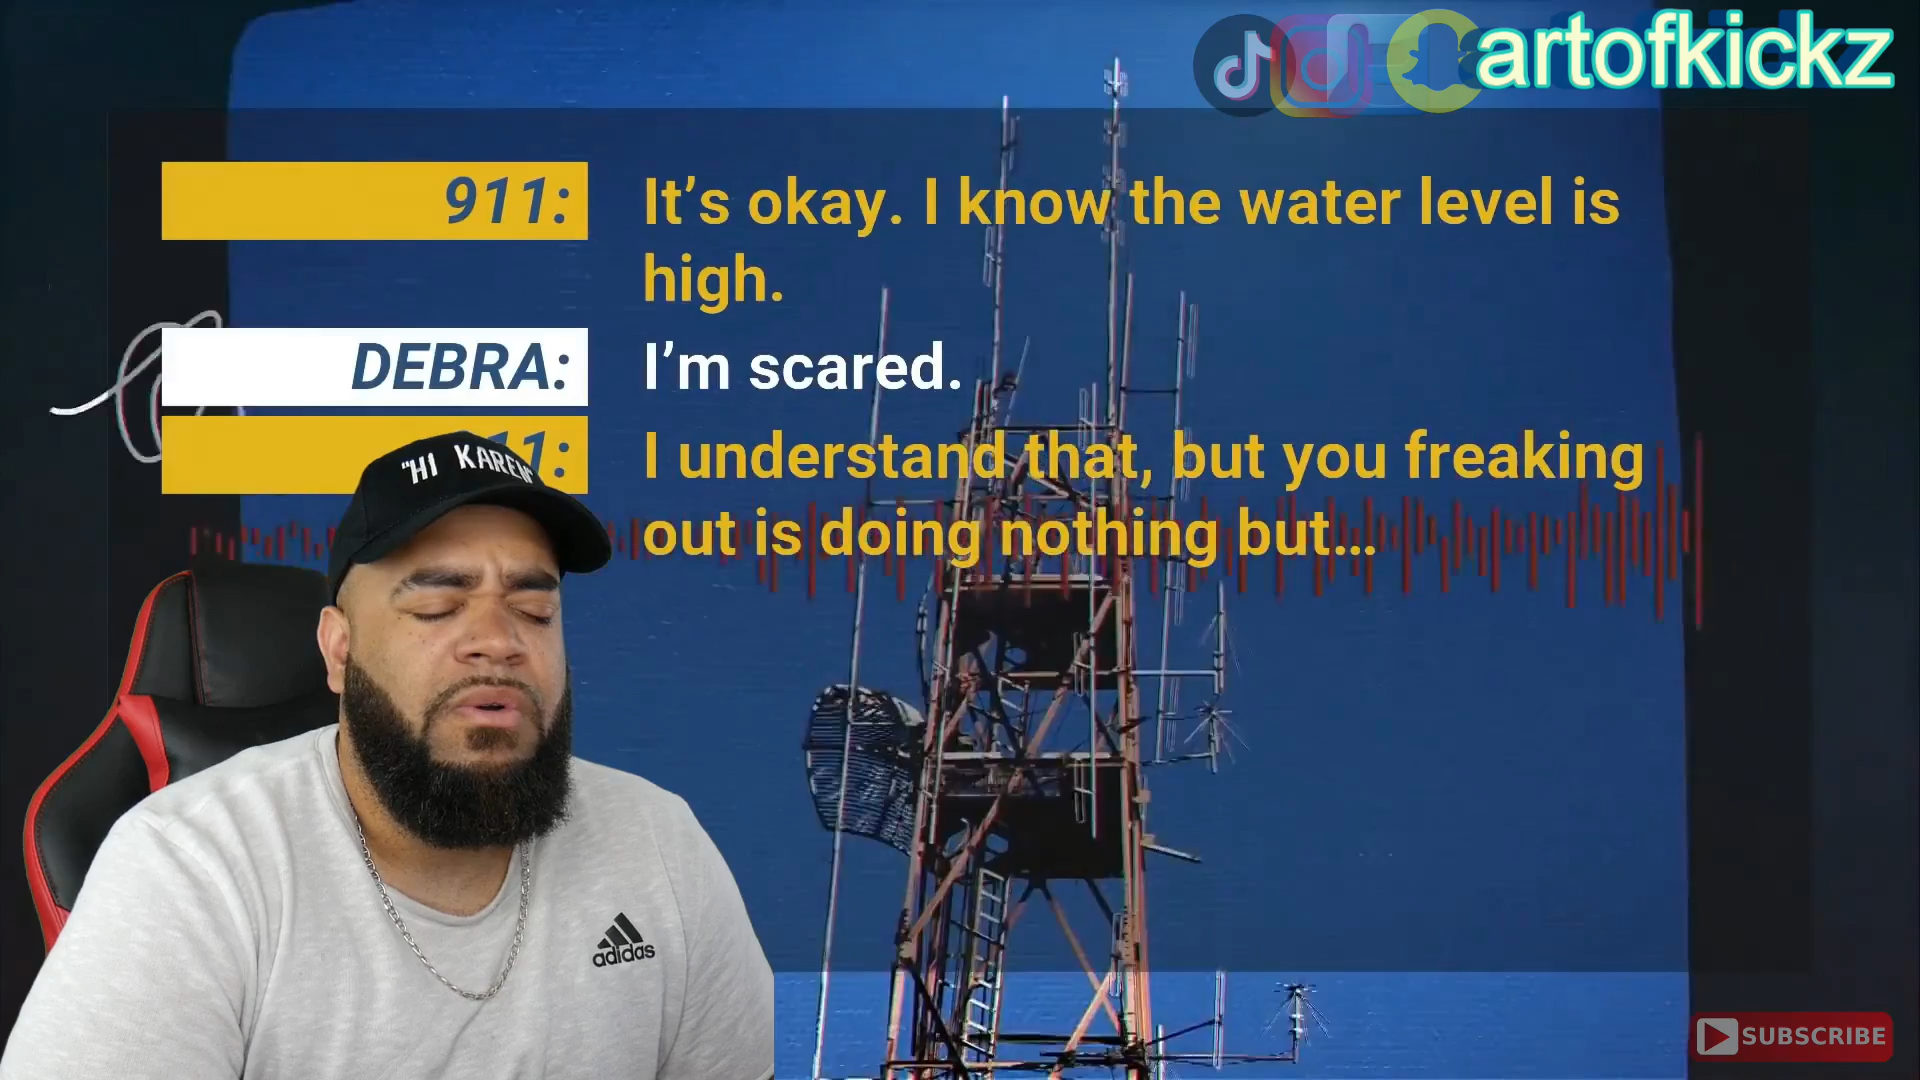 artofkickz
911: It’s okay. I know the water level is
high.
DEBRA: I’m scared.
11: I understand that, but you freaking
out is doing nothing but...
"HI KAREN"
adidas
SUBSCRIBE